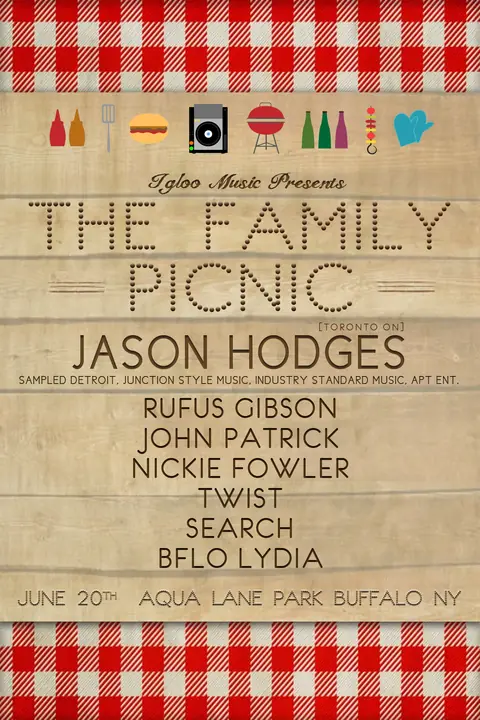 Igloo Music Presents
THE FAMILY
PICNIC
[TORONTO ON]
JASON HODGES
SAMPLED DETROIT. JUNCTION STYLE MUSIC, INDUSTRY STANDARD MUSIC, APT ENT.
RUFUS GIBSON
JOHN PATRICK
NICKIE FOWLER
TWIST
SEARCH
BFLO LYDIA
JUNE 20TH AQUA LANE PARK BUFFALO NY